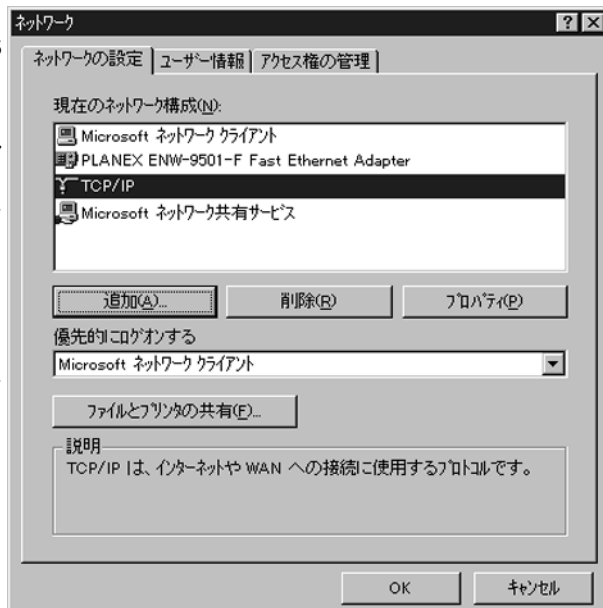 ネットワーク
ネットワークの設定 ユーザー情報 アクセス権の管理
現在のネットワーク構成(N):
Microsoft ネットワーク クライアント
PLANEX ENW-9501-F Fast Ethernet Adapter
TCP/IP
Microsoft ネットワーク共有サービス
追加(A)... 削除(R) プロパティ(P)
優先的にログオンする
Microsoft ネットワーク クライアント
ファイルとプリンタの共有(F)...
説明
TCP/IP は、インターネットや WAN への接続に使用するプロトコルです。
OK キャンセル